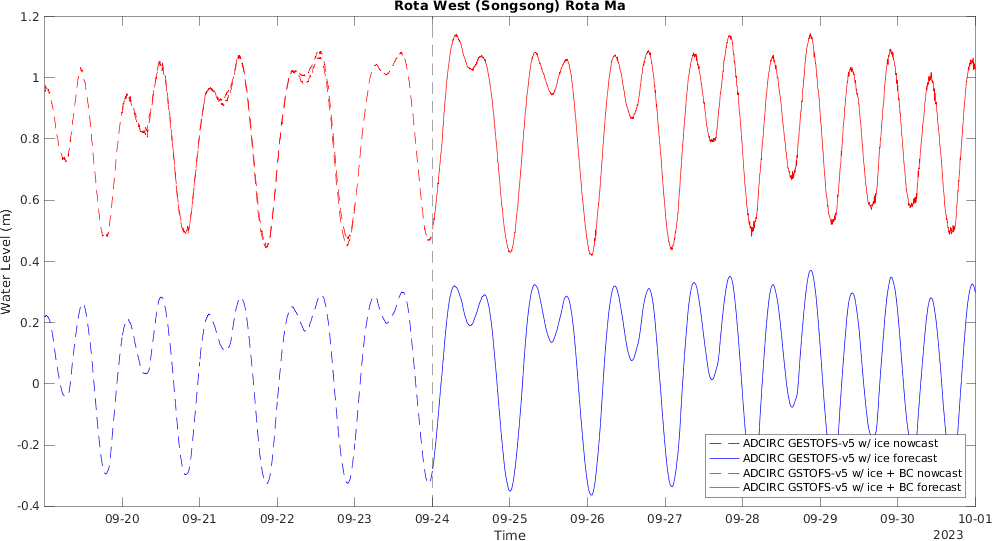 Rota West (Songsong) Rota Ma
1.2
1
0.8
0.6
0.4
0.2
0
-0.2
-0.4
Water Level (m)
ADCIRC GESTOFS-v5 w/ ice nowcast
ADCIRC GESTOFS-v5 w/ ice forecast
ADCIRC GSTOFS-v5 w/ ice + BC nowcast
ADCIRC GSTOFS-v5 w/ ice + BC forecast
09-20 09-21 09-22 09-23 09-24 09-25 09-26 09-27 09-28 09-29 09-30 10-01
Time
2023